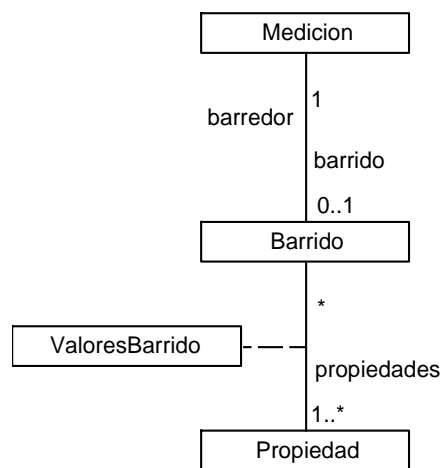 Medicion
1
barredor
barrido
0..1
Barrido
*
ValoresBarrido
propiedades
1..*
Propiedad